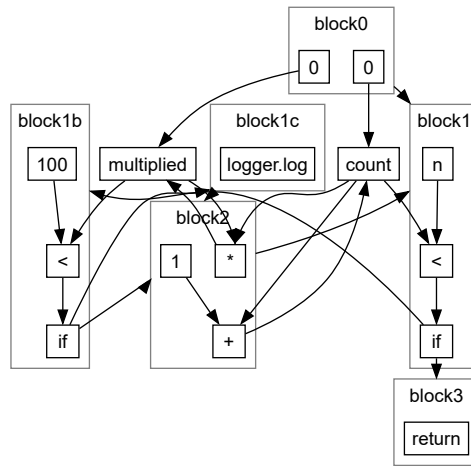 block0
0 0
block1b
block1c
block1
100
multiplied
logger.log
count
n
block2
<
1
*
<
if
+
if
block3
return